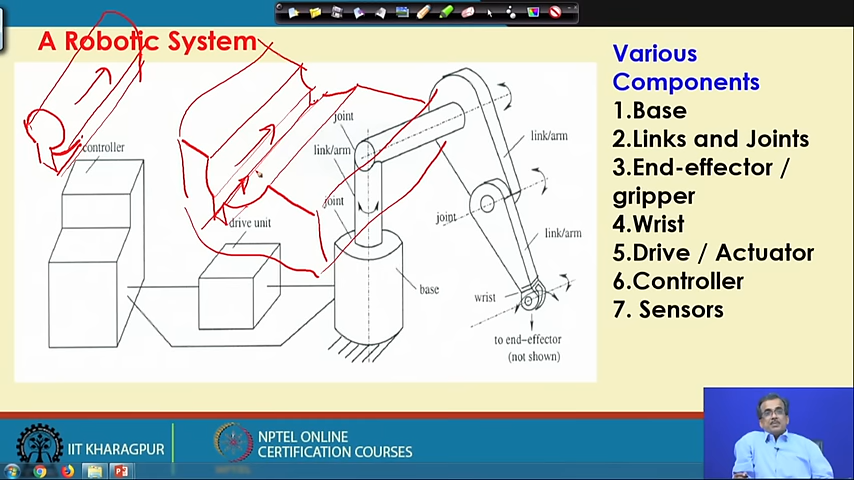 A Robotic System
Various
Components
1.Base
2.Links and Joints
3.End-effector /
gripper
4.Wrist
5.Drive / Actuator
6.Controller
7. Sensors
controller
joint
link/arm
link/arm
joint
drive unit
joint
link/arm
base
wrist
to end-effector
(not shown)
IIT KHARAGPUR
NPTEL ONLINE
CERTIFICATION COURSES
NPTEL